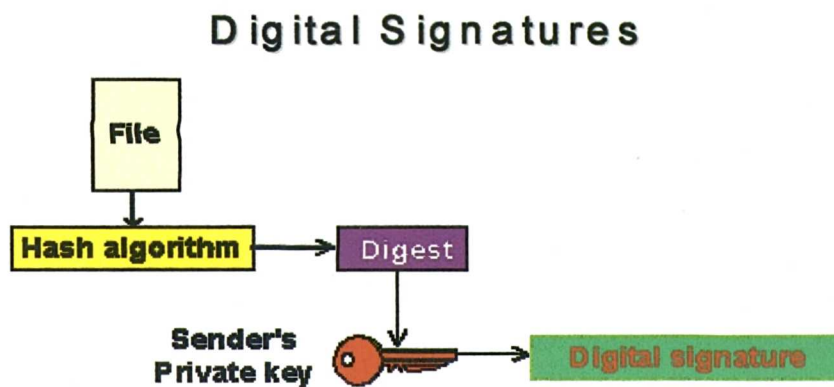 Digital Signatures
File
Hash algorithm
Digest
Sender's
Private key
Digital signature